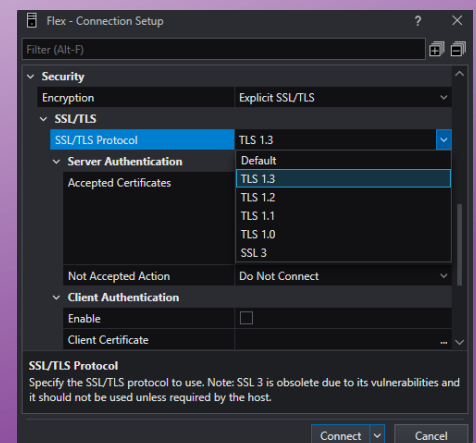 Flex - Connection Setup
Filter (Alt-F)
Security
Encryption Explicit SSL/TLS
SSL/TLS
SSL/TLS Protocol TLS 1.3
Server Authentication Default
Accepted Certificates TLS 1.3
TLS 1.2
TLS 1.1
TLS 1.0
SSL 3
Not Accepted Action Do Not Connect
Client Authentication
Enable
Client Certificate ...
SSL/TLS Protocol
Specify the SSL/TLS protocol to use. Note: SSL 3 is obsolete due to its vulnerabilities and
it should not be used unless required by the host.
Connect Cancel